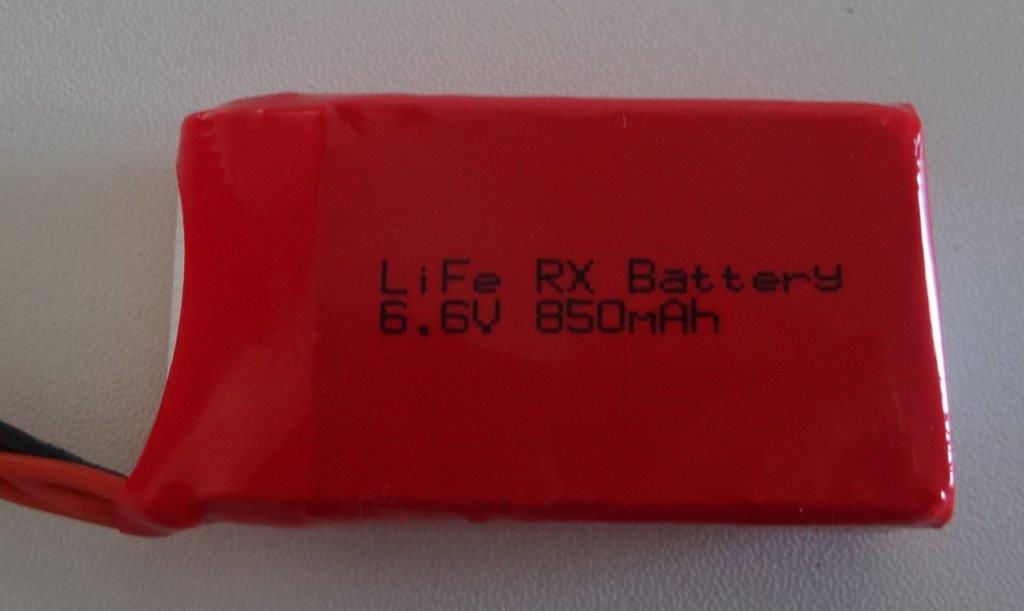 LiFe RX Battery
6.6V 850mAh